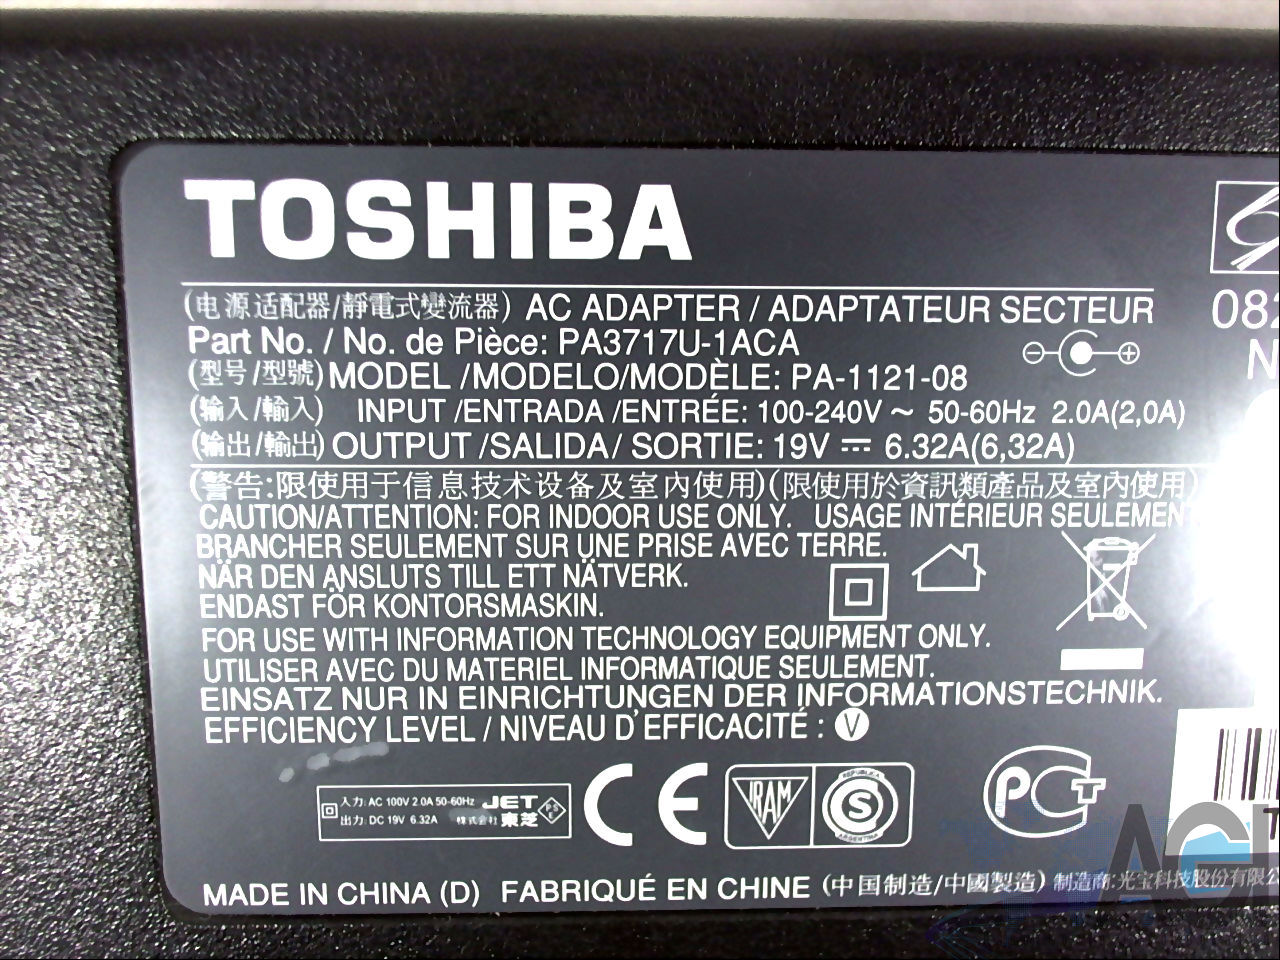 TOSHIBA
(电源适配器/靜電式變流器) AC ADAPTER / ADAPTATEUR SECTEUR
082
Part No. / No. de Pièce: PA3717U-1ACA
N
(型号/型號) MODEL /MODELO/MODÈLE: PA-1121-08
(输入/輸入) INPUT /ENTRADA /ENTRÉE: 100-240V ~ 50-60Hz 2.0A(2,0A)
(输出/輸出) OUTPUT /SALIDA/ SORTIE: 19V ⎓ 6.32A(6,32A)
(警告:限使用于信息技术设备及室内使用)(限使用於資訊類產品及室內使用)
CAUTION/ATTENTION: FOR INDOOR USE ONLY. USAGE INTÉRIEUR SEULEMENT
BRANCHER SEULEMENT SUR UNE PRISE AVEC TERRE.
NÄR DEN ANSLUTS TILL ETT NÄTVERK.
ENDAST FÖR KONTORSMASKIN.
FOR USE WITH INFORMATION TECHNOLOGY EQUIPMENT ONLY.
UTILISER AVEC DU MATERIEL INFORMATIQUE SEULEMENT.
EINSATZ NUR IN EINRICHTUNGEN DER INFORMATIONSTECHNIK.
EFFICIENCY LEVEL / NIVEAU D'EFFICACITÉ : V
入力: AC 100V 2.0A 50-60Hz JET PSE
出力: DC 19V 6.32A 株式会社 東芝
CE
IRAM
REPUBLICA S ARGENTINA
PCT
MADE IN CHINA (D) FABRIQUÉ EN CHINE (中国制造/中國製造) 制造商:光宝科技股份有限公